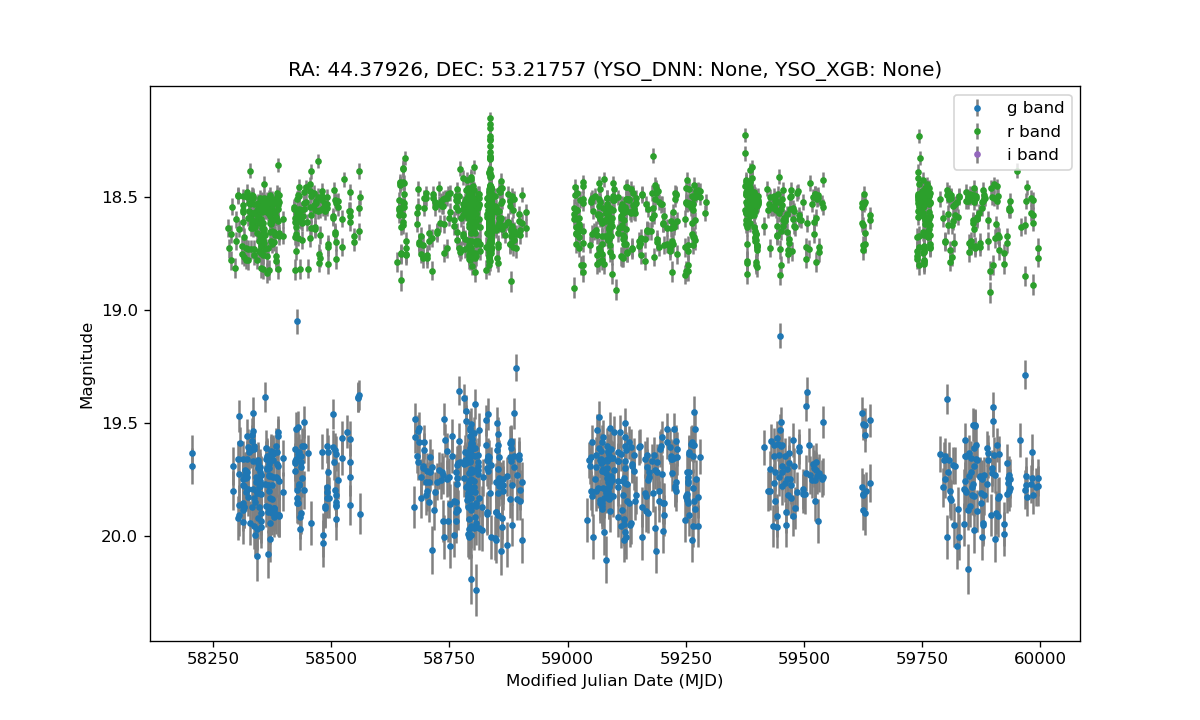 RA: 44.37926, DEC: 53.21757 (YSO_DNN: None, YSO_XGB: None)
g band
r band
i band
18.5
19.0
19.5
20.0
Magnitude
58250 58500 58750 59000 59250 59500 59750 60000
Modified Julian Date (MJD)